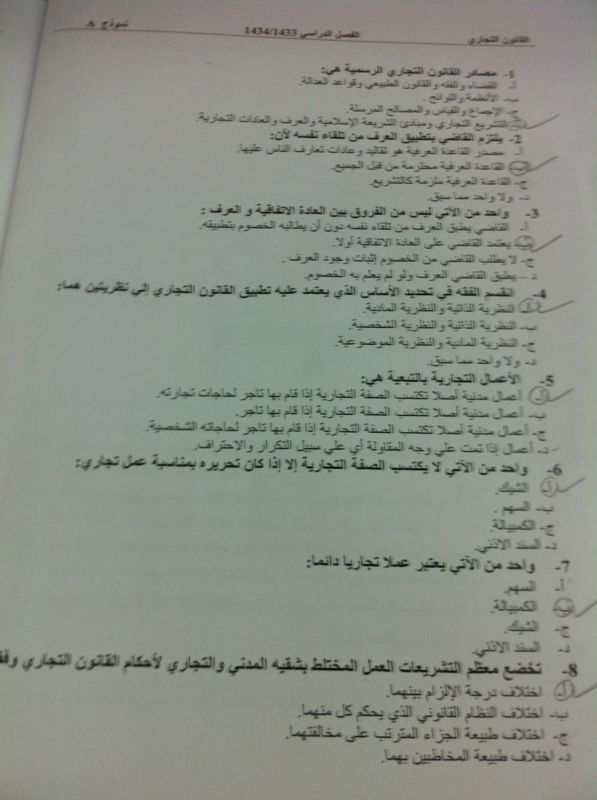 القانون التجاري
الفصل الدراسي 1434/1433
نموذج A
1- مصادر القانون التجاري الرسمية هي:
أ- القضاء والفقه والقانون الطبيعي وقواعد العدالة.
ب- الأنظمة واللوائح .
ج- الإجماع والقياس والمصالح المرسلة.
د- التشريع التجاري ومبادئ الشريعة الإسلامية والعرف والعادات التجارية.
2- يلتزم القاضي بتطبيق العرف من تلقاء نفسه لأن:
أ- مصدر القاعدة العرفية هو تقاليد وعادات تعارف الناس عليها.
ب- القاعدة العرفية محترمة من قبل الجميع.
ج- القاعدة العرفية ملزمة كالتشريع.
د- ولا واحد مما سبق.
3- واحد من الآتي ليس من الفروق بين العادة الاتفاقية و العرف :
أ- القاضي يطبق العرف من تلقاء نفسه دون أن يطالبه الخصوم بتطبيقه.
ب- يعتمد القاضي على العادة الاتفاقية أولا.
ج- لا يطلب القاضي من الخصوم إثبات وجود العرف .
د – يطبق القاضي العرف ولو لم يعلم به الخصوم.
4- انقسم الفقه في تحديد الأساس الذي يعتمد عليه تطبيق القانون التجاري إلى نظريتين هما:
أ- النظرية الذاتية والنظرية المادية.
ب- النظرية الذاتية والنظرية الشخصية.
ج- النظرية المادية والنظرية الموضوعية.
د- ولا واحد مما سبق.
5- الأعمال التجارية بالتبعية هي:
أ- أعمال مدنية أصلا تكتسب الصفة التجارية إذا قام بها تاجر لحاجات تجارته.
ب- أعمال مدنية أصلا تكتسب الصفة التجارية إذا قام بها تاجر.
ج- أعمال مدنية أصلا تكتسب الصفة التجارية إذا قام بها تاجر لحاجاته الشخصية.
د- أعمال إذا تمت علي وجه المقاولة أي علي سبيل التكرار والاحتراف.
6- واحد من الآتي لا يكتسب الصفة التجارية إلا إذا كان تحريره بمناسبة عمل تجاري:
أ- الشيك.
ب- السهم .
ج- الكمبيالة.
د- السند الاذني.
7- واحد من الآتي يعتبر عملا تجاريا دائما:
أ- السهم.
ب- الكمبيالة.
ج- الشيك.
د- السند الاذني.
8- تخضع معظم التشريعات العمل المختلط بشقيه المدني والتجاري لأحكام القانون التجاري
أ- اختلاف درجة الإلزام بينهما.
ب- اختلاف النظام القانوني الذي يحكم كل منهما.
ج- اختلاف طبيعة الجزاء المترتب على مخالفتهما.
د- اختلاف طبيعة المخاطبين بهما.